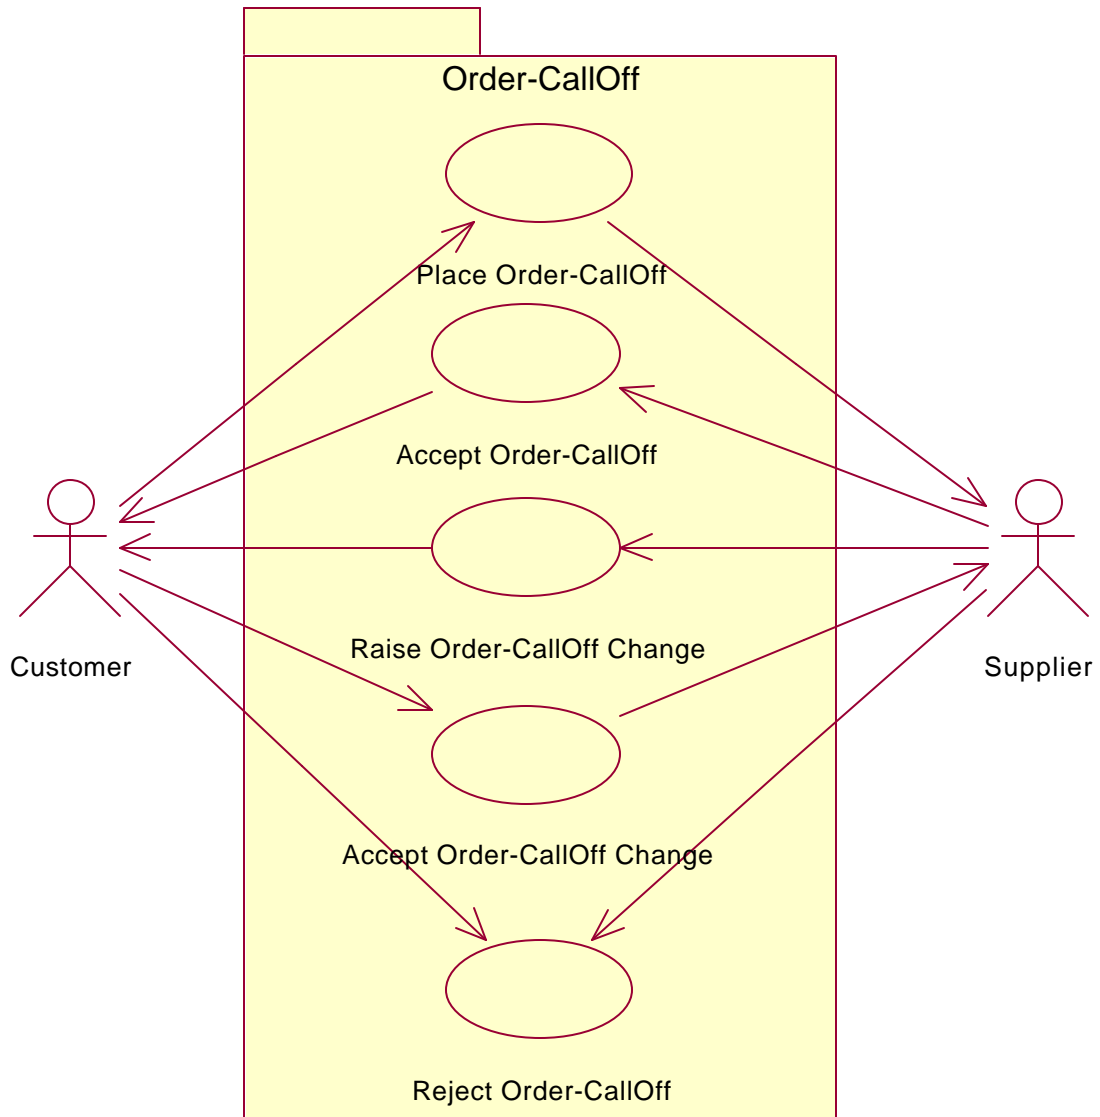 Order-CallOff
Place Order-CallOff
Accept Order-CallOff
Raise Order-CallOff Change
Customer
Supplier
Accept Order-CallOff Change
Reject Order-CallOff